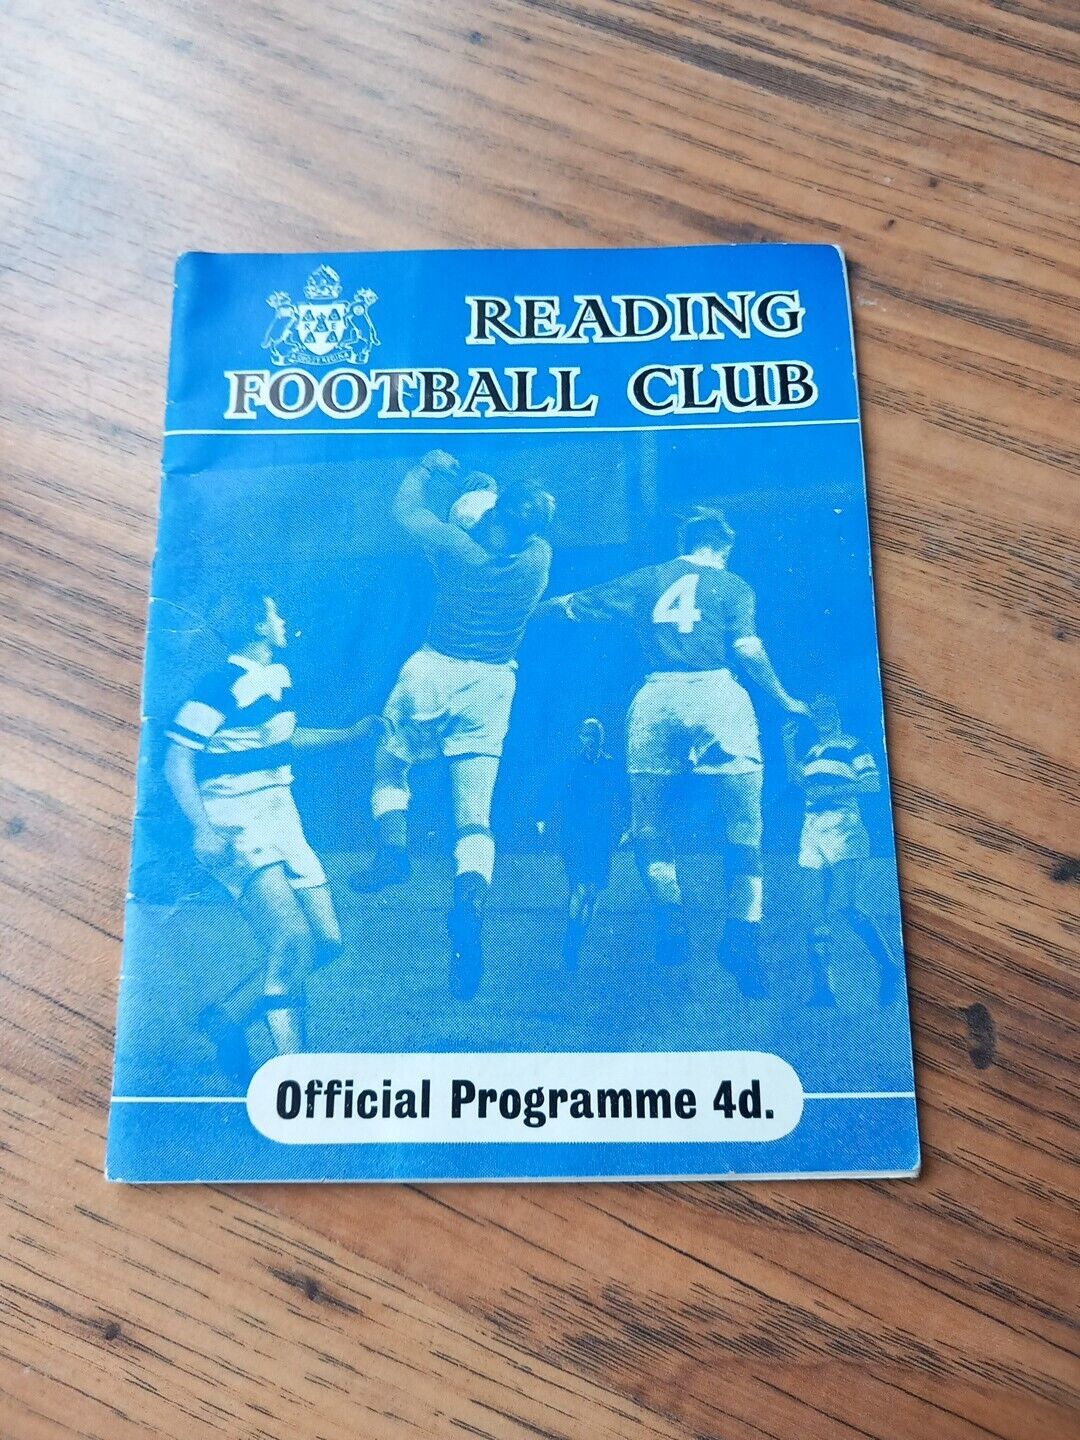 READING
FOOTBALL CLUB
R E
4
Official Programme 4d.